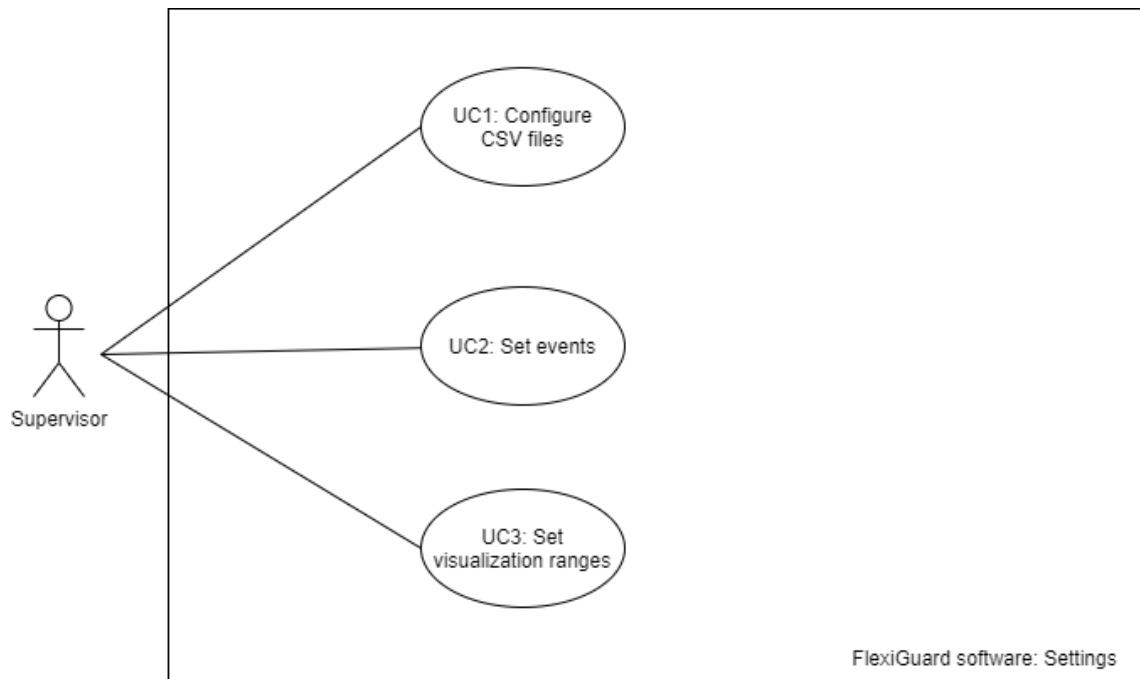 UC1: Configure
CSV files
UC2: Set events
Supervisor
UC3: Set
visualization ranges
FlexiGuard software: Settings